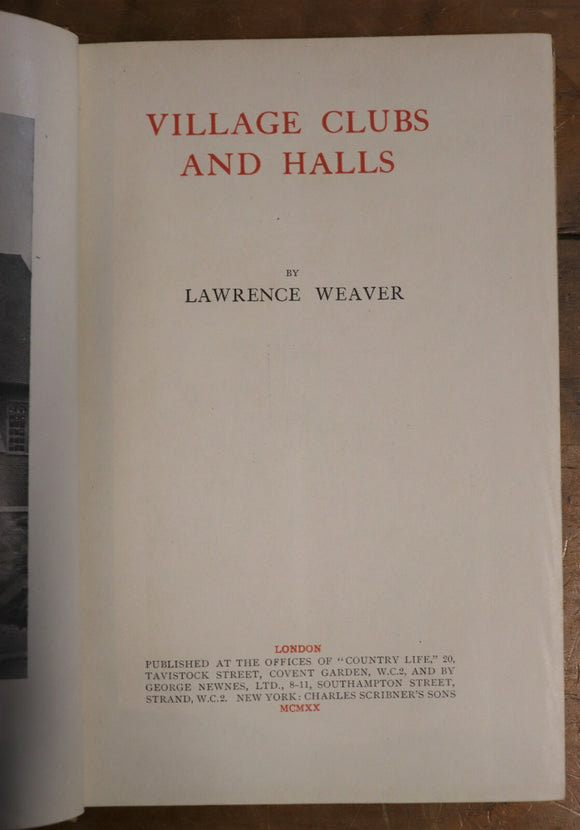 VILLAGE CLUBS
AND HALLS
BY
LAWRENCE WEAVER
LONDON
PUBLISHED AT THE OFFICES OF "COUNTRY LIFE," 20,
TAVISTOCK STREET, COVENT GARDEN, W.C.2, AND BY
GEORGE NEWNES, LTD., 8-11, SOUTHAMPTON STREET,
STRAND, W.C.2. NEW YORK: CHARLES SCRIBNER'S SONS
MCMXX